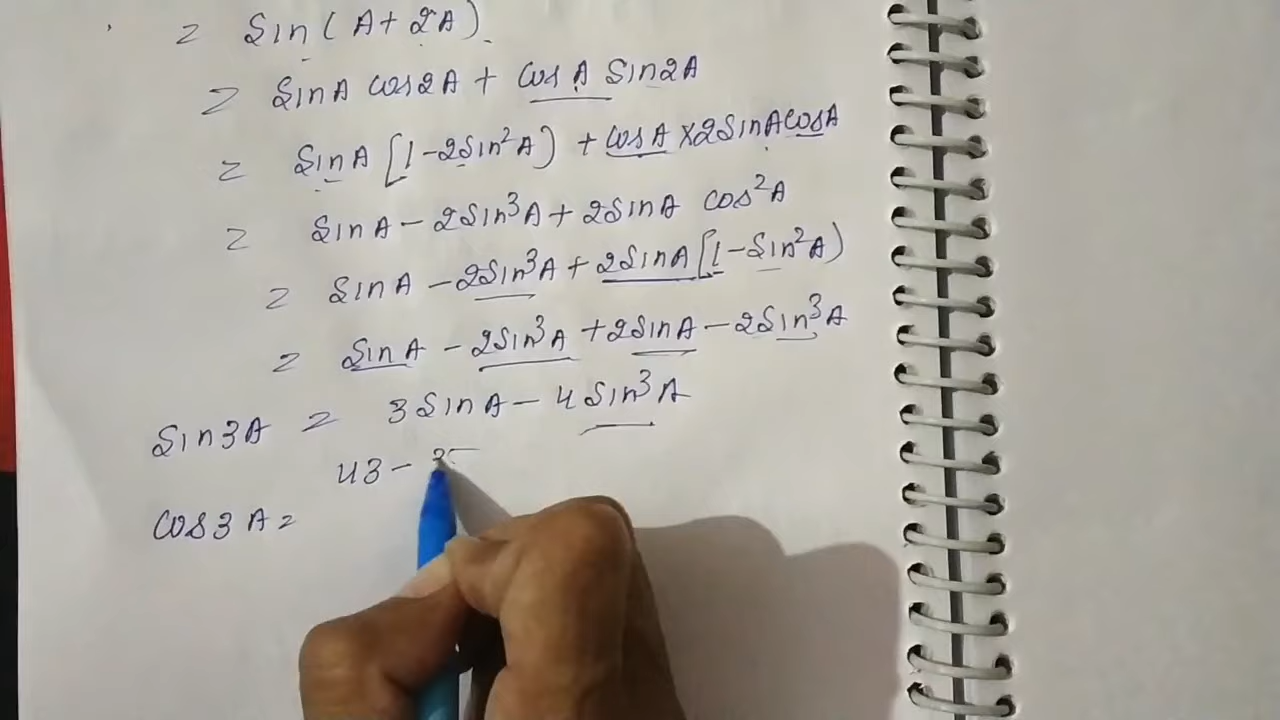 = Sin(A+2A)
= SinA cos2A + cosA Sin2A
= SinA [1-2Sin²A) + cosA×2SinAcosA
= SinA - 2Sin³A + 2SinA cos²A
= SinA - 2Sin³A + 2SinA [1-Sin²A)
= SinA - 2Sin³A + 2SinA - 2Sin³A
Sin3A = 3SinA - 4Sin³A
43 -
cos3A =